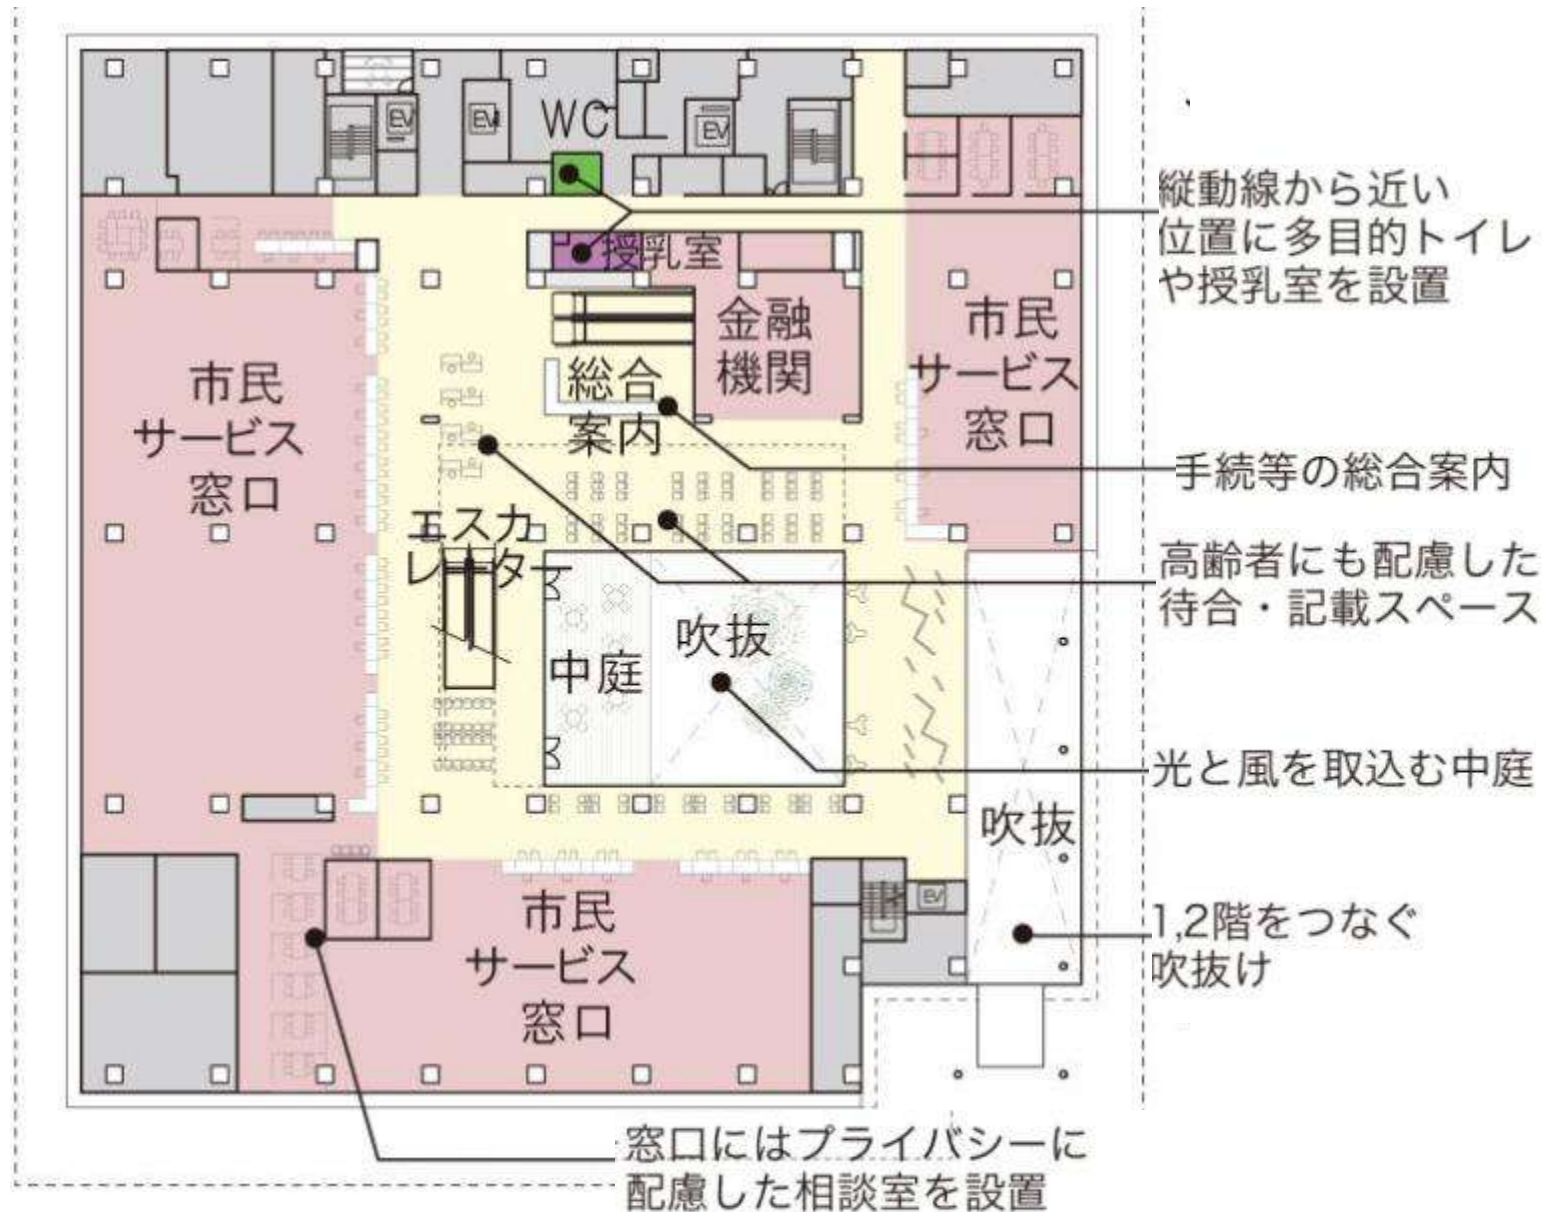 EV
EV
WC
EV
縦動線から近い
位置に多目的トイレ
や授乳室を設置
授乳室
金融
機関
市民
サービス
窓口
市民
サービス
窓口
総合
案内
手続等の総合案内
エスカ
レーター
高齢者にも配慮した
待合・記載スペース
吹抜
中庭
光と風を取込む中庭
吹抜
市民
サービス
窓口
EV
1,2階をつなぐ
吹抜け
窓口にはプライバシーに
配慮した相談室を設置